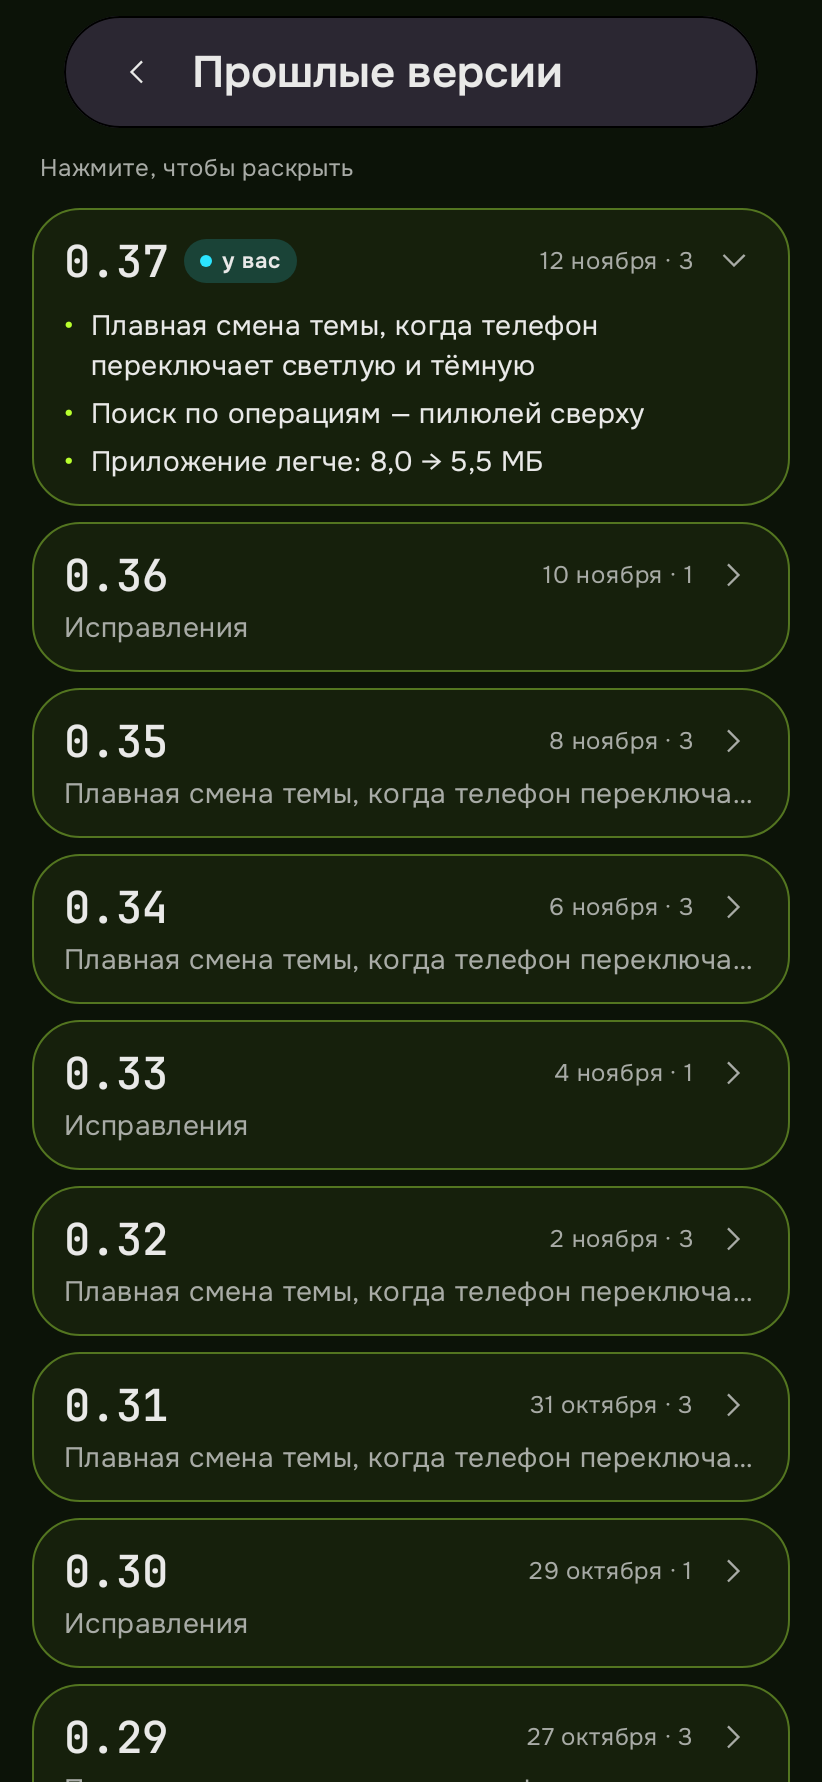 Прошлые версии
Нажмите, чтобы раскрыть
0.37 у вас 12 ноября · 3
• Плавная смена темы, когда телефон
переключает светлую и тёмную
• Поиск по операциям — пилюлей сверху
• Приложение легче: 8,0 → 5,5 МБ
0.36 10 ноября · 1
Исправления
0.35 8 ноября · 3
Плавная смена темы, когда телефон переключа...
0.34 6 ноября · 3
Плавная смена темы, когда телефон переключа...
0.33 4 ноября · 1
Исправления
0.32 2 ноября · 3
Плавная смена темы, когда телефон переключа...
0.31 31 октября · 3
Плавная смена темы, когда телефон переключа...
0.30 29 октября · 1
Исправления
0.29 27 октября · 3